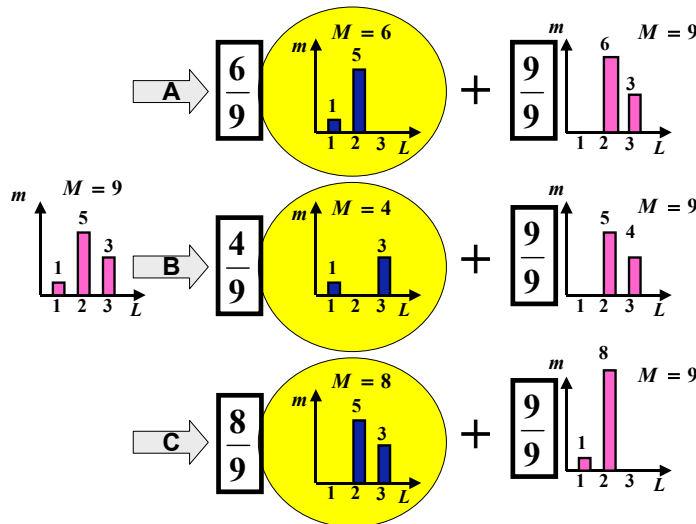 m M = 6
5
1
1 2 3 L
A
6/9
+
9/9
6 M = 9
3
1 2 3 L
m M = 9
5
3
1
1 2 3 L
B
4/9
m M = 4
1 3
1 2 3 L
+
9/9
M = 9
5 4
1 2 3 L
C
8/9
m M = 8
5
3
1 2 3 L
+
9/9
8 M = 9
1
1 2 3 L